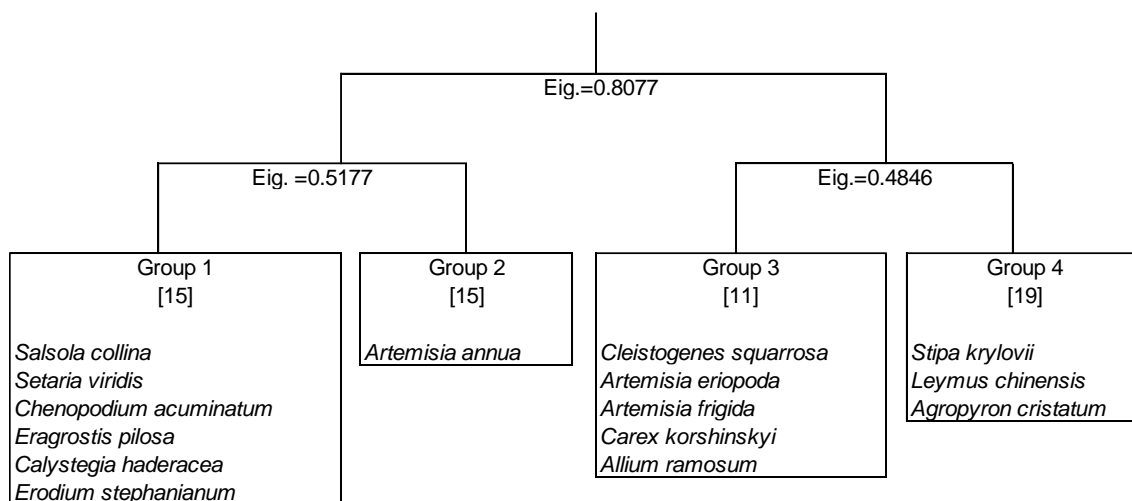 Eig.=0.8077
Eig. =0.5177
Eig.=0.4846
Group 1
[15]
Salsola collina
Setaria viridis
Chenopodium acuminatum
Eragrostis pilosa
Calystegia haderacea
Erodium stephanianum
Group 2
[15]
Artemisia annua
Group 3
[11]
Cleistogenes squarrosa
Artemisia eriopoda
Artemisia frigida
Carex korshinskyi
Allium ramosum
Group 4
[19]
Stipa krylovii
Leymus chinensis
Agropyron cristatum